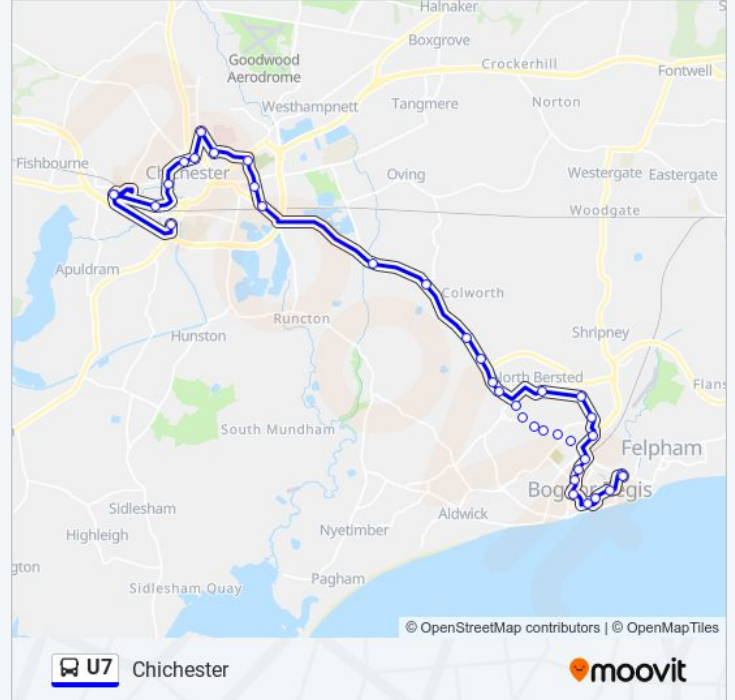 Halnaker
Boxgrove
Goodwood
Aerodrome
Crockerhill
Fontwell
Westhampnett
Tangmere
Norton
Fishbourne
Chichester
Oving
Westergate
Eastergate
Woodgate
Apuldram
Colworth
Runcton
Hunston
Shripney
North Bersted
Flans
South Mundham
Felpham
Bognor Regis
Sidlesham
Aldwick
Highleigh
Nyetimber
gton
Pagham
Sidlesham Quay
© OpenStreetMap contributors | © OpenMapTiles
U7 Chichester
moovit